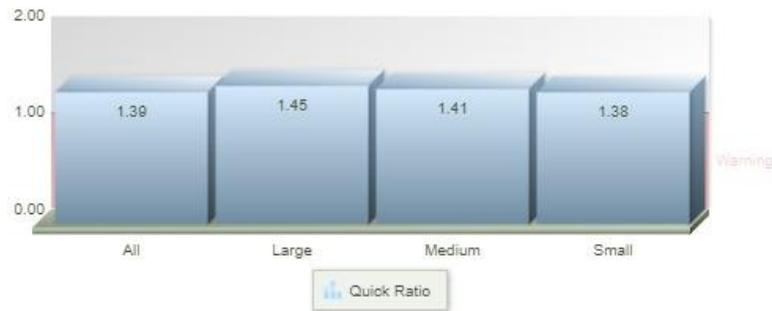 2.00
1.39
1.45
1.41
1.38
1.00
Warning
0.00
All
Large
Medium
Small
Quick Ratio